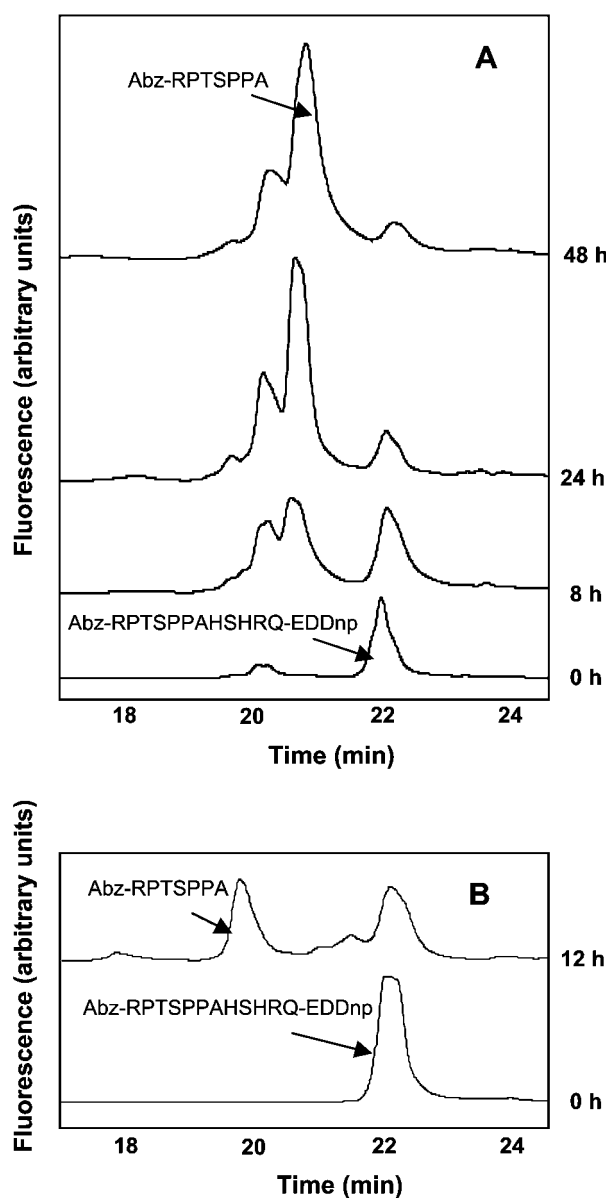 A
Abz-RPTSPPA
48 h
24 h
8 h
Abz-RPTSPPAHSHRQ-EDDnp
0 h
Fluorescence (arbitrary units)
18 20 22 24
Time (min)
B
Abz-RPTSPPA
12 h
Abz-RPTSPPAHSHRQ-EDDnp
0 h
Fluorescence (arbitrary units)
18 20 22 24
Time (min)